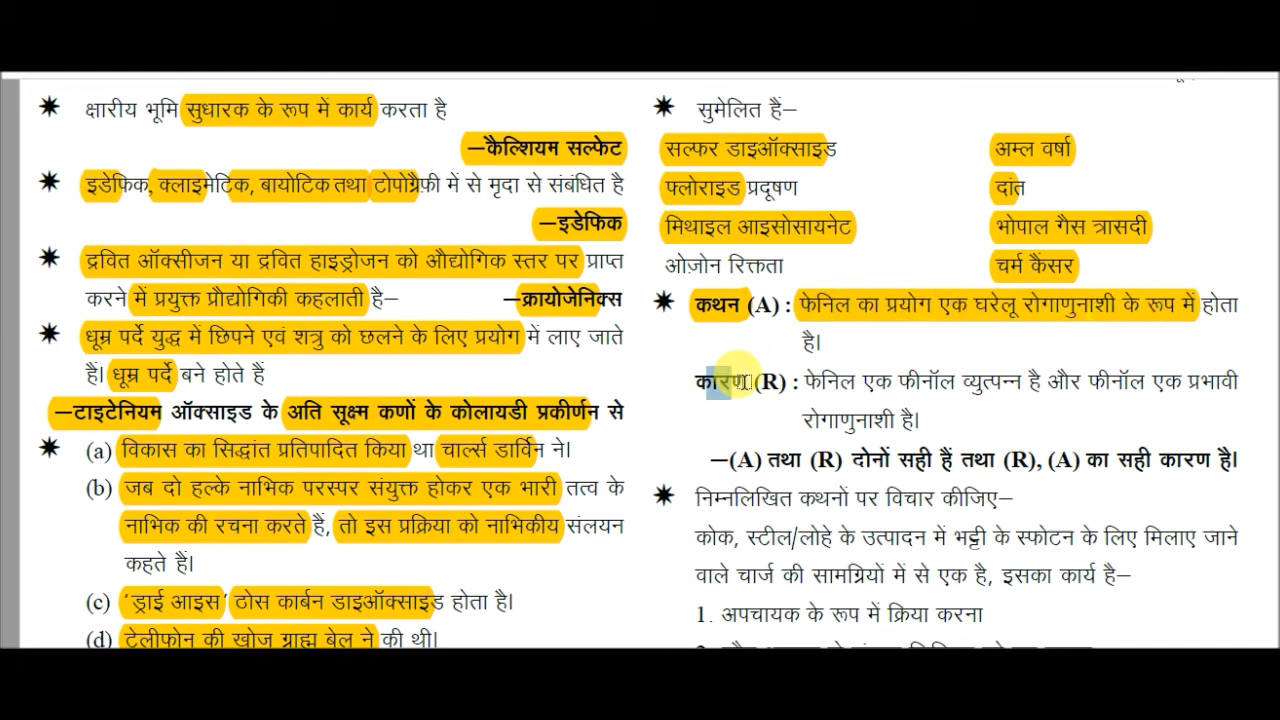 ✷ क्षारीय भूमि सुधारक के रूप में कार्य करता है
–कैल्शियम सल्फेट
✷ इडेफिक, क्लाइमेटिक, बायोटिक तथा टोपोग्रैफ़ी में से मृदा से संबंधित है
–इडेफिक
✷ द्रवित ऑक्सीजन या द्रवित हाइड्रोजन को औद्योगिक स्तर पर प्राप्त
करने में प्रयुक्त प्रौद्योगिकी कहलाती है– –क्रायोजेनिक्स
✷ धूम्र पर्दे युद्ध में छिपने एवं शत्रु को छलने के लिए प्रयोग में लाए जाते
हैं। धूम्र पर्दे बने होते हैं
–टाइटेनियम ऑक्साइड के अति सूक्ष्म कणों के कोलायडी प्रकीर्णन से
✷ (a) विकास का सिद्धांत प्रतिपादित किया था चार्ल्स डार्विन ने।
(b) जब दो हल्के नाभिक परस्पर संयुक्त होकर एक भारी तत्व के
नाभिक की रचना करते हैं, तो इस प्रक्रिया को नाभिकीय संलयन
कहते हैं।
(c) 'ड्राई आइस' ठोस कार्बन डाइऑक्साइड होता है।
(d) टेलीफोन की खोज ग्राह्म बेल ने की थी।
✷ सुमेलित हैं–
सल्फर डाइऑक्साइड अम्ल वर्षा
फ्लोराइड प्रदूषण दांत
मिथाइल आइसोसायनेट भोपाल गैस त्रासदी
ओज़ोन रिक्तता चर्म कैंसर
✷ कथन (A) : फेनिल का प्रयोग एक घरेलू रोगाणुनाशी के रूप में होता
है।
कारण (R) : फेनिल एक फीनॉल व्युत्पन्न है और फीनॉल एक प्रभावी
रोगाणुनाशी है।
–(A) तथा (R) दोनों सही हैं तथा (R), (A) का सही कारण है।
✷ निम्नलिखित कथनों पर विचार कीजिए–
कोक, स्टील/लोहे के उत्पादन में भट्टी के स्फोटन के लिए मिलाए जाने
वाले चार्ज की सामग्रियों में से एक है, इसका कार्य है–
1. अपचायक के रूप में क्रिया करना